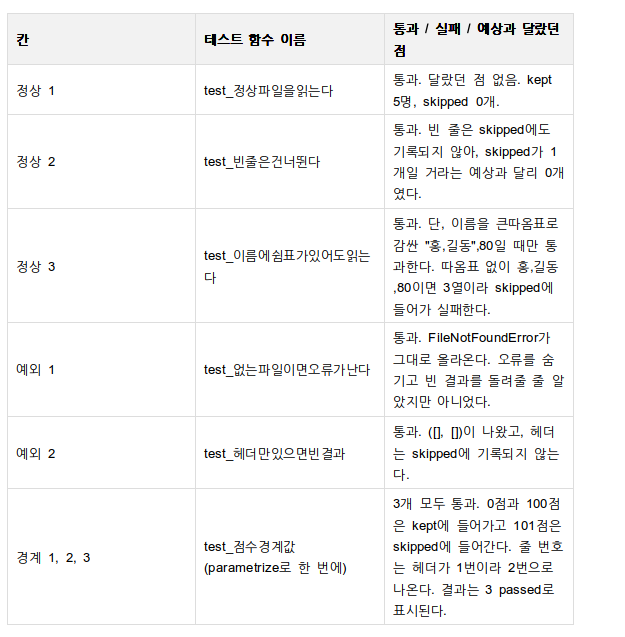 칸
테스트 함수 이름
통과 / 실패 / 예상과 달랐던
점
정상 1
test_정상파일을읽는다
통과. 달랐던 점 없음. kept
5명, skipped 0개.
정상 2
test_빈줄은건너뛴다
통과. 빈 줄은 skipped에도
기록되지 않아, skipped가 1
개일 거라는 예상과 달리 0개
였다.
정상 3
test_이름에쉼표가있어도읽는
다
통과. 단, 이름을 큰따옴표로
감싼 "홍,길동",80일 때만 통
과한다. 따옴표 없이 홍,길동
,80이면 3열이라 skipped에
들어가 실패한다.
예외 1
test_없는파일이면오류가난다
통과. FileNotFoundError가
그대로 올라온다. 오류를 숨
기고 빈 결과를 돌려줄 줄 알
았지만 아니었다.
예외 2
test_헤더만있으면빈결과
통과. ([], [])이 나왔고, 헤더
는 skipped에 기록되지 않는
다.
경계 1, 2, 3
test_점수경계값
(parametrize로 한 번에)
3개 모두 통과. 0점과 100점
은 kept에 들어가고 101점은
skipped에 들어간다. 줄 번호
는 헤더가 1번이라 2번으로
나온다. 결과는 3 passed로
표시된다.